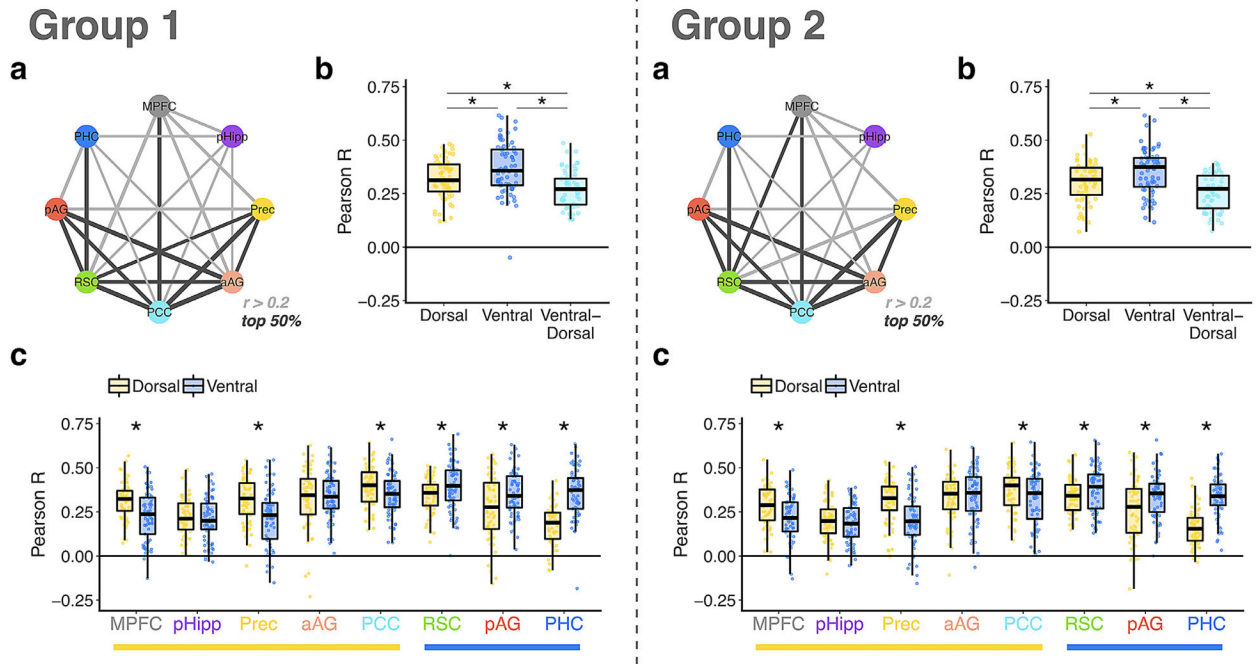 Group 1
a
MPFC
PHC
pHipp
pAG
Prec
RSC
aAG
PCC
r > 0.2
top 50%
b
*
* *
0.75
0.50
0.25
0.00
−0.25
Pearson R
Dorsal Ventral Ventral−
Dorsal
c
Dorsal Ventral
* * * * * *
0.75
0.50
0.25
0.00
−0.25
Pearson R
MPFC pHipp Prec aAG PCC RSC pAG PHC
Group 2
a
MPFC
PHC
pHipp
pAG
Prec
RSC
aAG
PCC
r > 0.2
top 50%
b
*
* *
0.75
0.50
0.25
0.00
−0.25
Pearson R
Dorsal Ventral Ventral−
Dorsal
c
Dorsal Ventral
* * * * * *
0.75
0.50
0.25
0.00
−0.25
Pearson R
MPFC pHipp Prec aAG PCC RSC pAG PHC